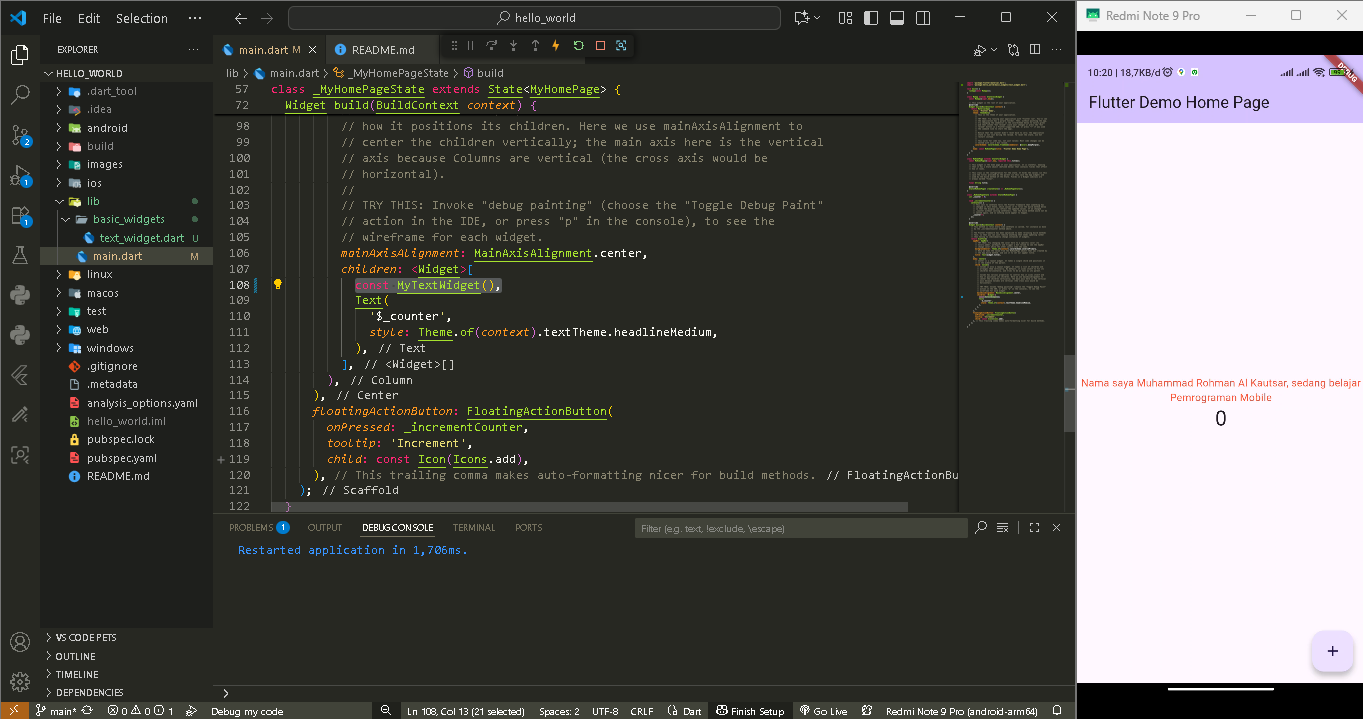 File Edit Selection ···
hello_world
Redmi Note 9 Pro
EXPLORER
HELLO_WORLD
.dart_tool
.idea
android
build
images
ios
lib
basic_widgets
text_widget.dart U
main.dart M
linux
macos
test
web
windows
.gitignore
.metadata
analysis_options.yaml
hello_world.iml
pubspec.lock
pubspec.yaml
README.md
VS CODE PETS
OUTLINE
TIMELINE
DEPENDENCIES
2
1
1
main.dart M
README.md
lib > main.dart > _MyHomePageState > build
57 class _MyHomePageState extends State<MyHomePage> {
72 Widget build(BuildContext context) {
98 // how it positions its children. Here we use mainAxisAlignment to
99 // center the children vertically; the main axis here is the vertical
100 // axis because Columns are vertical (the cross axis would be
101 // horizontal).
102 //
103 // TRY THIS: Invoke "debug painting" (choose the "Toggle Debug Paint"
104 // action in the IDE, or press "p" in the console), to see the
105 // wireframe for each widget.
106 mainAxisAlignment: MainAxisAlignment.center,
107 children: <Widget>[
108 const MyTextWidget(),
109 Text(
110 '$_counter',
111 style: Theme.of(context).textTheme.headlineMedium,
112 ), // Text
113 ], // <Widget>[]
114 ), // Column
115 ), // Center
116 floatingActionButton: FloatingActionButton(
117 onPressed: _incrementCounter,
118 tooltip: 'Increment',
119 child: const Icon(Icons.add),
120 ), // This trailing comma makes auto-formatting nicer for build methods. // FloatingActionBu
121 ); // Scaffold
122 }
PROBLEMS 1 OUTPUT DEBUG CONSOLE TERMINAL PORTS
Filter (e.g. text, !exclude, \escape)
Restarted application in 1,706ms.
main* 0 0 1 Debug my code
Ln 108, Col 13 (21 selected) Spaces: 2 UTF-8 CRLF Dart Finish Setup Go Live Redmi Note 9 Pro (android-arm64)
10:20 | 18,7KB/d
DEBUG
Flutter Demo Home Page
Nama saya Muhammad Rohman Al Kautsar, sedang belajar
Pemrograman Mobile
0
+